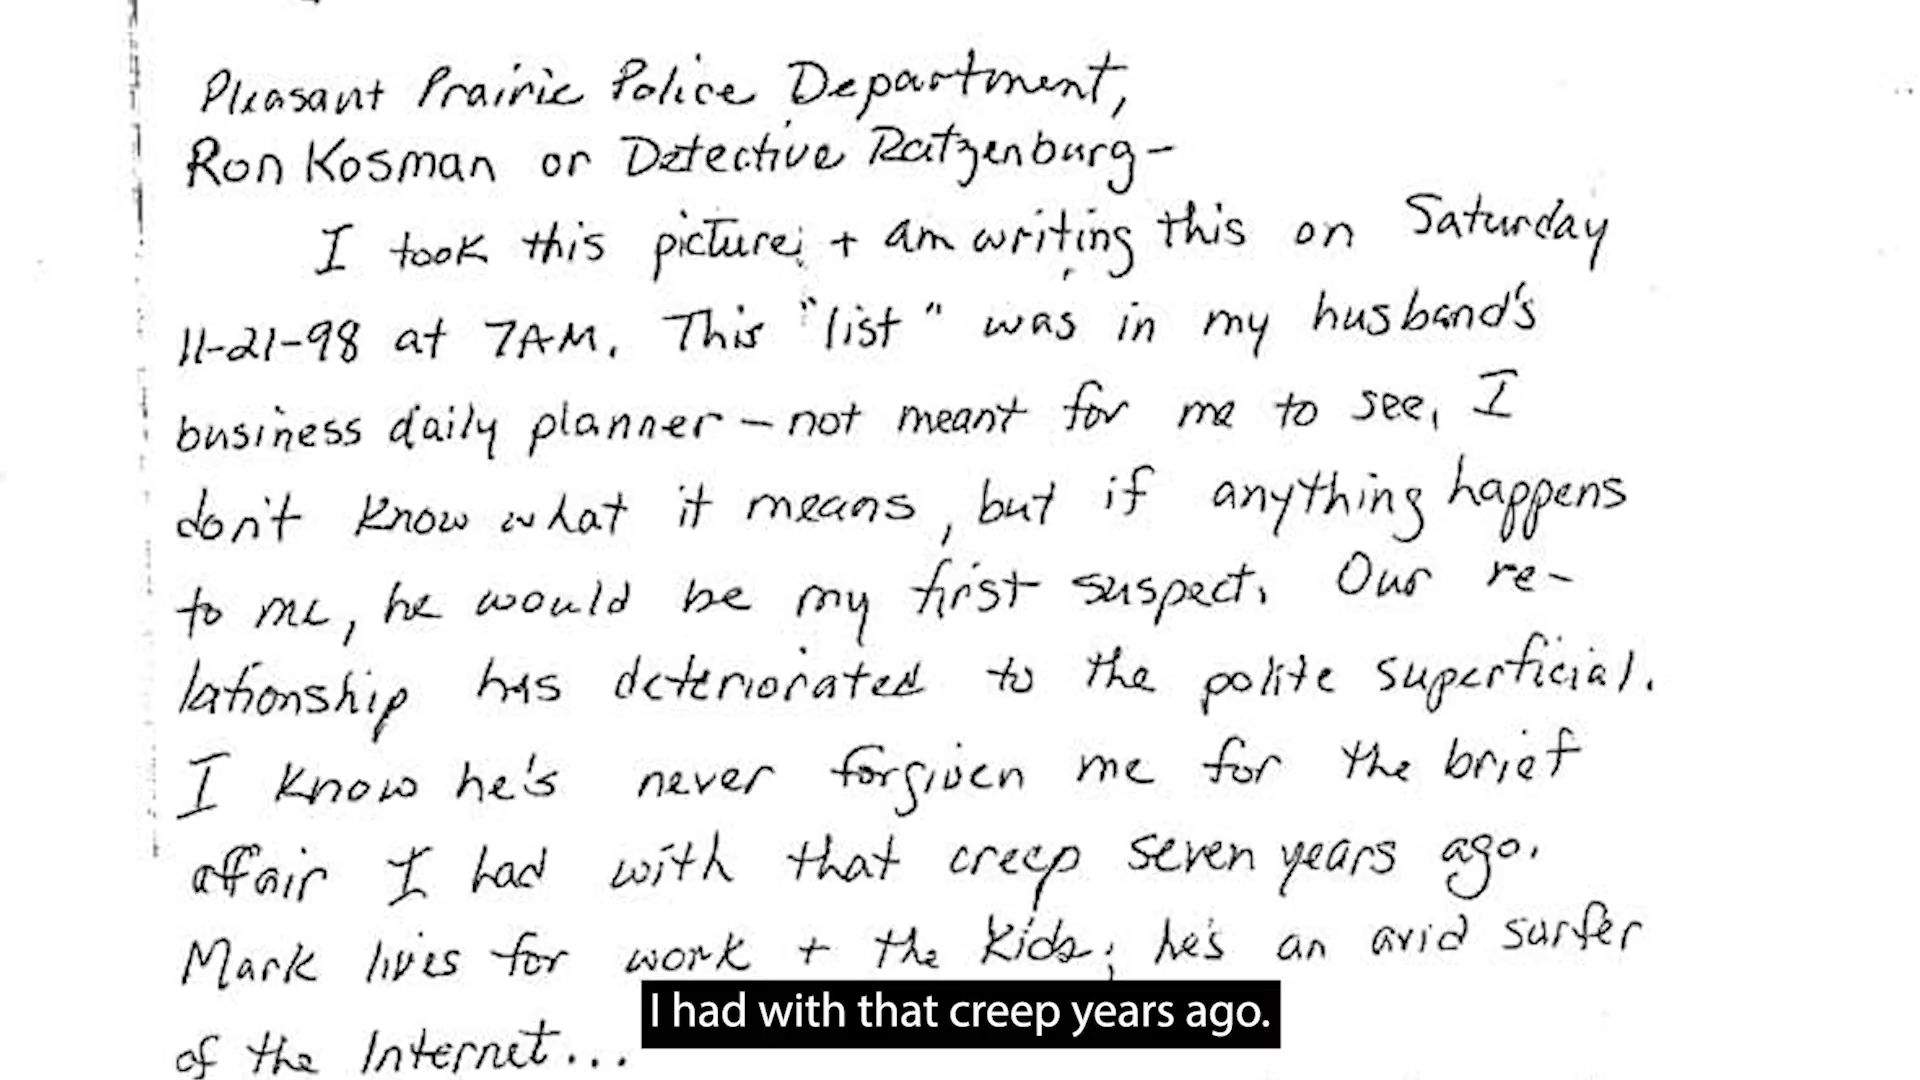 Pleasant Prairie Police Department,
Ron Kosman or Detective Ratzenburg-
I took this picture, + am writing this on Saturday
11-21-98 at 7AM. This "list" was in my husband's
business daily planner - not meant for me to see. I
don't know what it means, but if anything happens
to me, he would be my first suspect. Our re-
lationship has deteriorated to the polite superficial.
I know he's never forgiven me for the brief
affair I had with that creep seven years ago.
Mark lives for work + the kids; he's an avid surfer
of the Internet...
I had with that creep years ago.